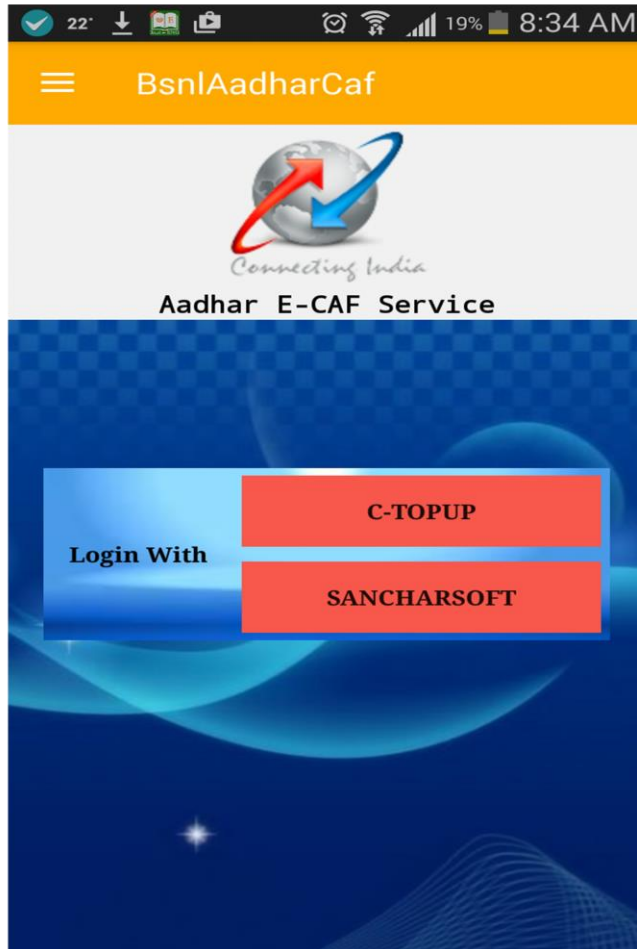 22° 19% 8:34 AM
BsnlAadharCaf
Connecting India
Aadhar E-CAF Service
C-TOPUP
Login With
SANCHARSOFT